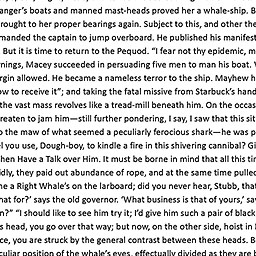 anger's boats and manned mast-heads proved her a whale-ship. B
rought to her proper bearings again. Subject to this, and other the
manded the captain to jump overboard. He published his manifest
But it is time to return to the Pequod. "I fear not thy epidemic, m
nings, Macey succeeded in persuading five men to man his boat. V
rgin allowed. He became a nameless terror to the ship. Mayhew h
ow to receive it"; and taking the fatal missive from Starbuck's hand
the vast mass revolves like a tread-mill beneath him. On the occas
reaten to jam him—still further pondering, I say, I saw that this sit
o the maw of what seemed a peculiarly ferocious shark—he was p
el you use, Dough-boy, to kindle a fire in this shivering cannibal? Gi
hen Have a Talk over Him. It must be borne in mind that all this tim
idly, they paid out abundance of rope, and at the same time pulled
me a Right Whale's on the larboard; did you never hear, Stubb, that
hat for?' says the old governor. 'What business is that of yours,' say
n?" "I should like to see him try it; I'd give him such a pair of black
s head, you go over that way; but now, on the other side, hoist in l
ce, you are struck by the general contrast between these heads. B
culiar position of the whale's eyes, effectually divided as they are b